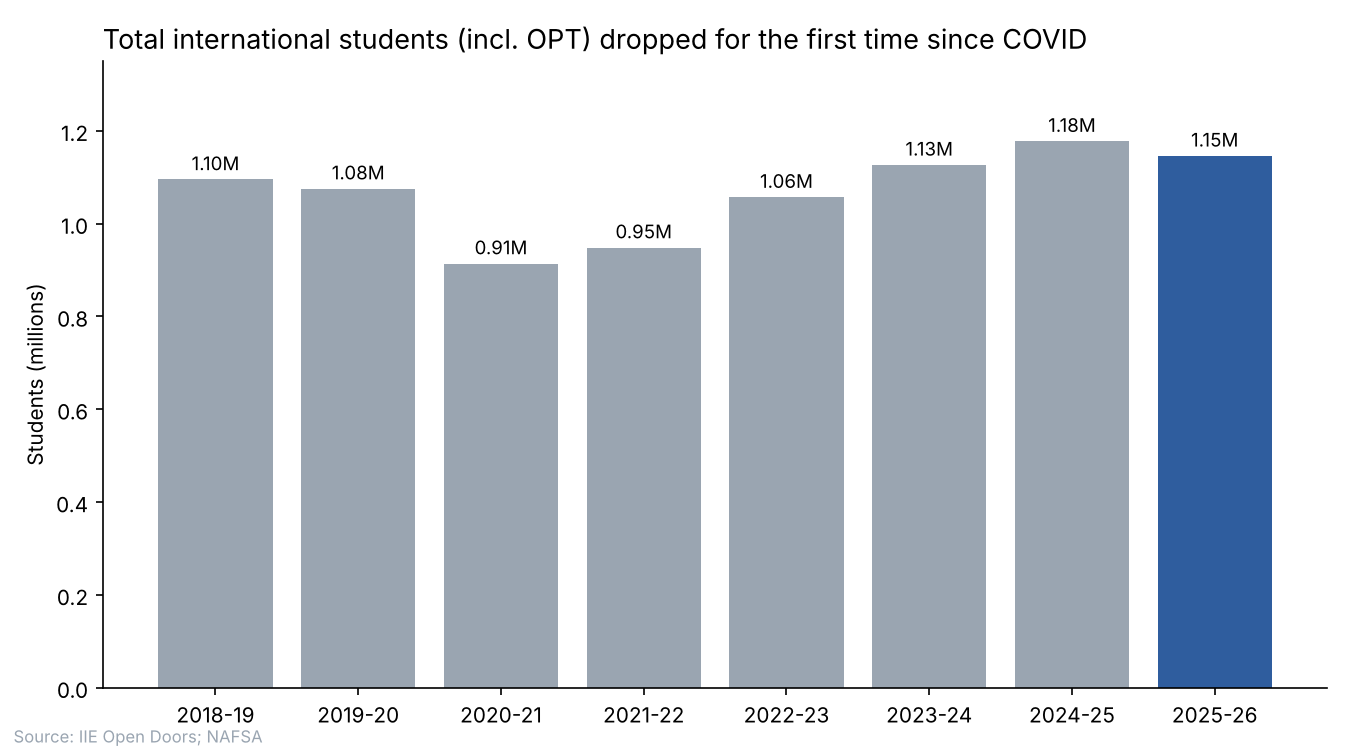 Total international students (incl. OPT) dropped for the first time since COVID
Students (millions)
1.2
1.0
0.8
0.6
0.4
0.2
0.0
1.10M
1.08M
0.91M
0.95M
1.06M
1.13M
1.18M
1.15M
2018-19
2019-20
2020-21
2021-22
2022-23
2023-24
2024-25
2025-26
Source: IIE Open Doors; NAFSA